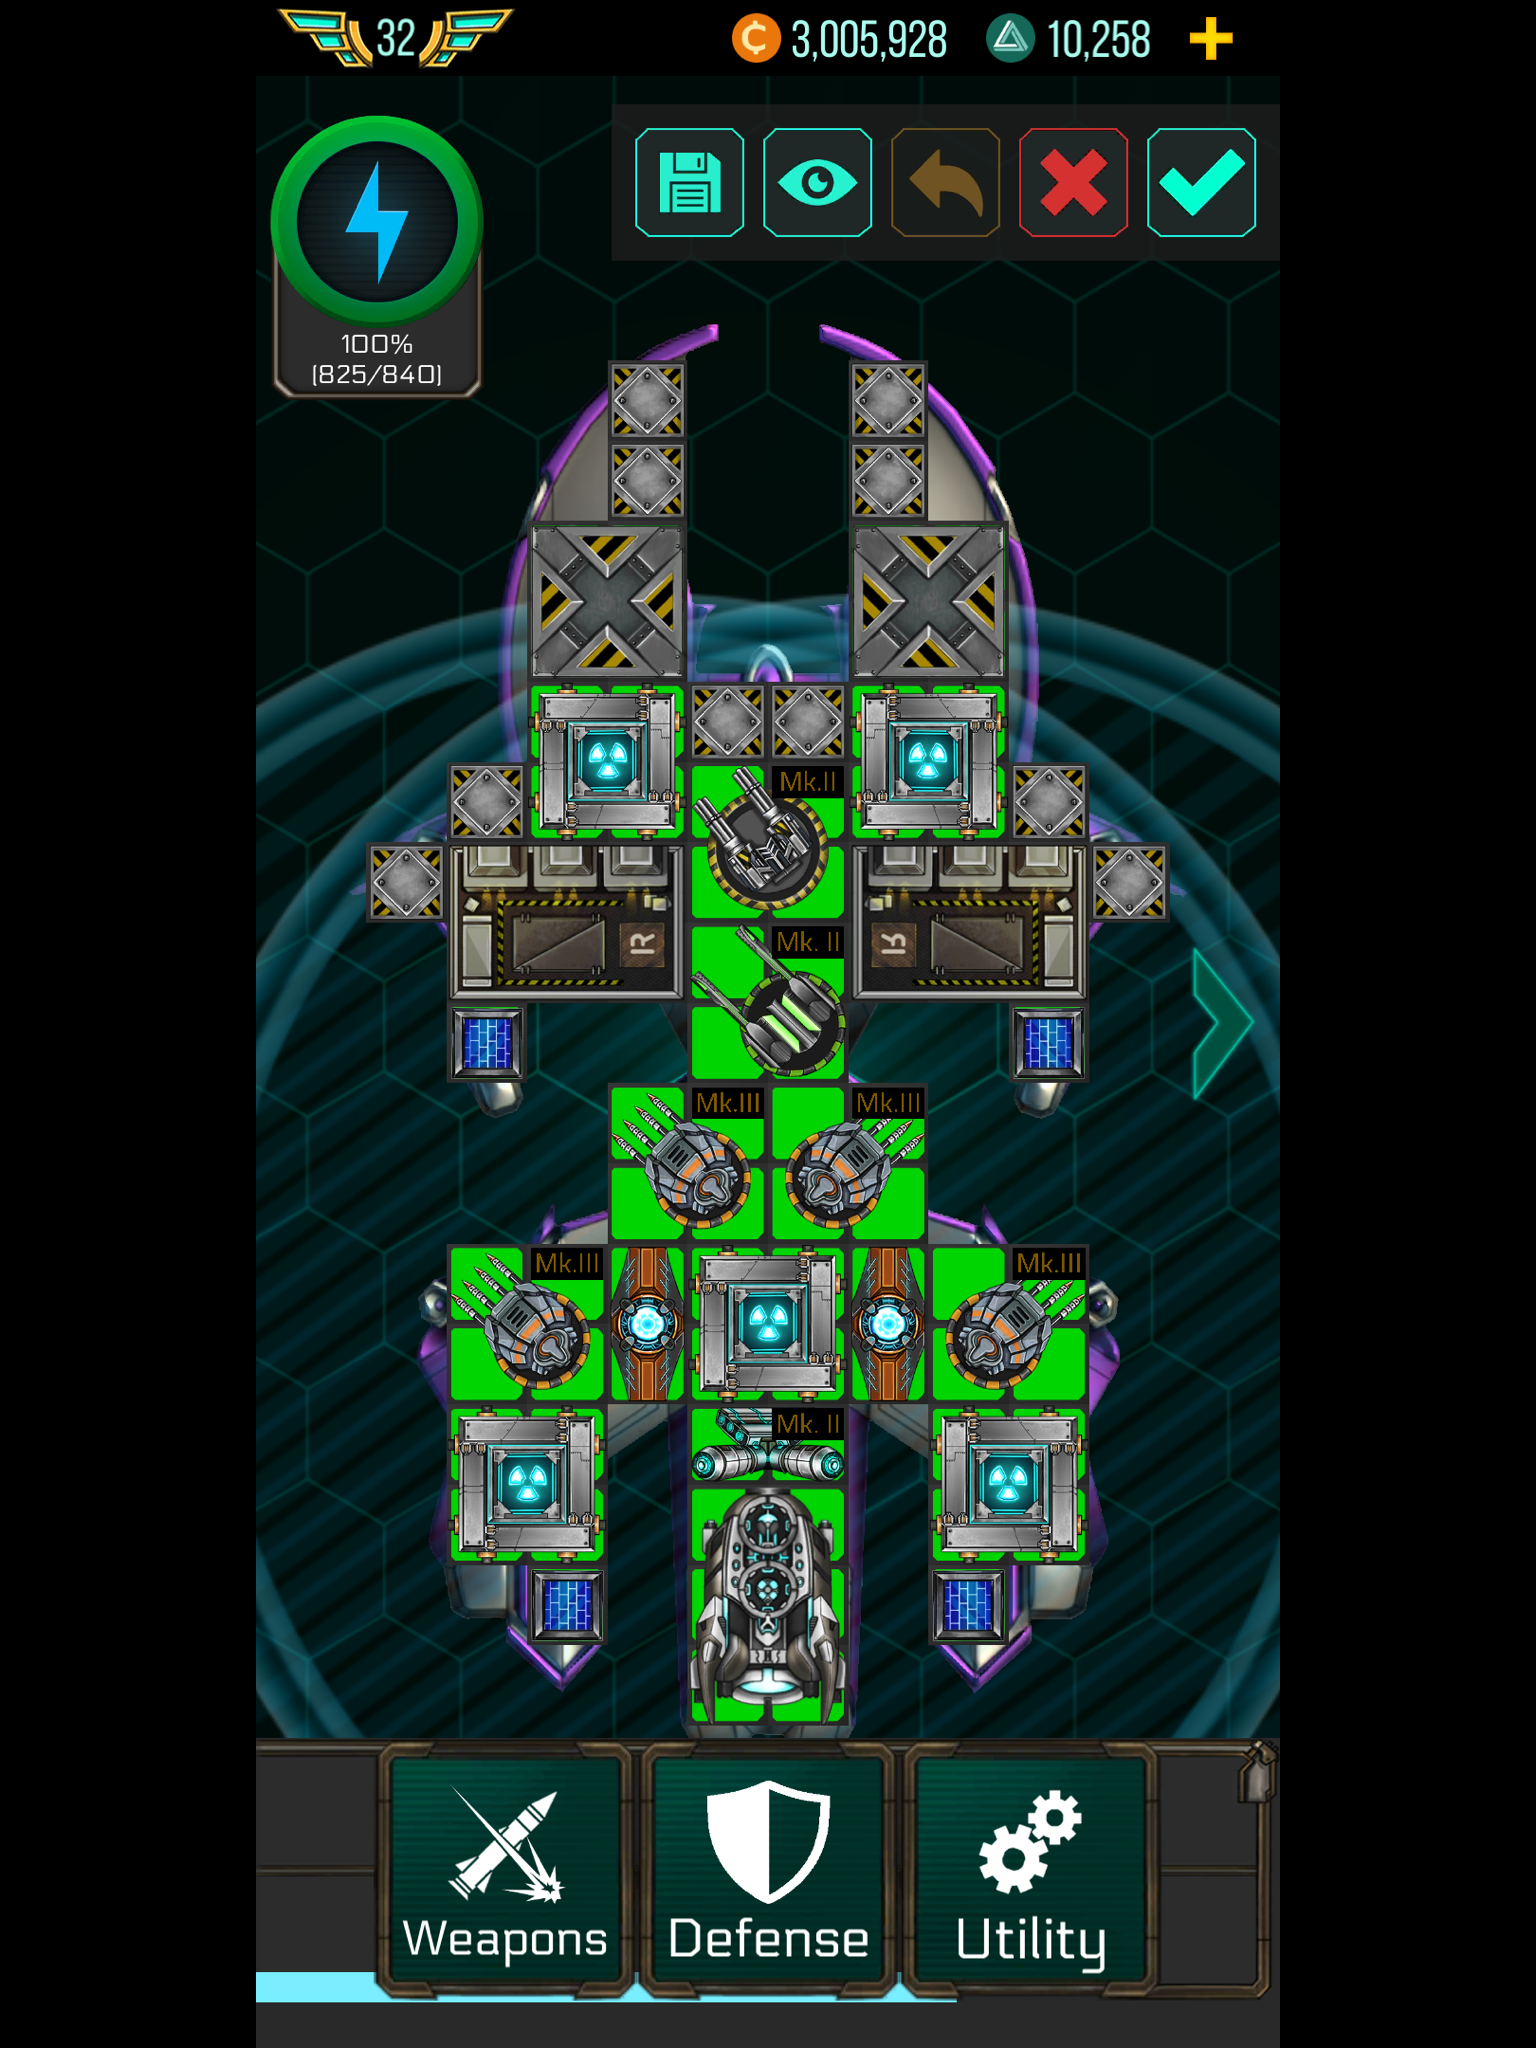 32
3,005,928
10,258
100%
(825/840)
Mk.II
Mk. II
Mk.III
Mk.III
Mk.III
Mk.III
Mk. II
Weapons
Defense
Utility